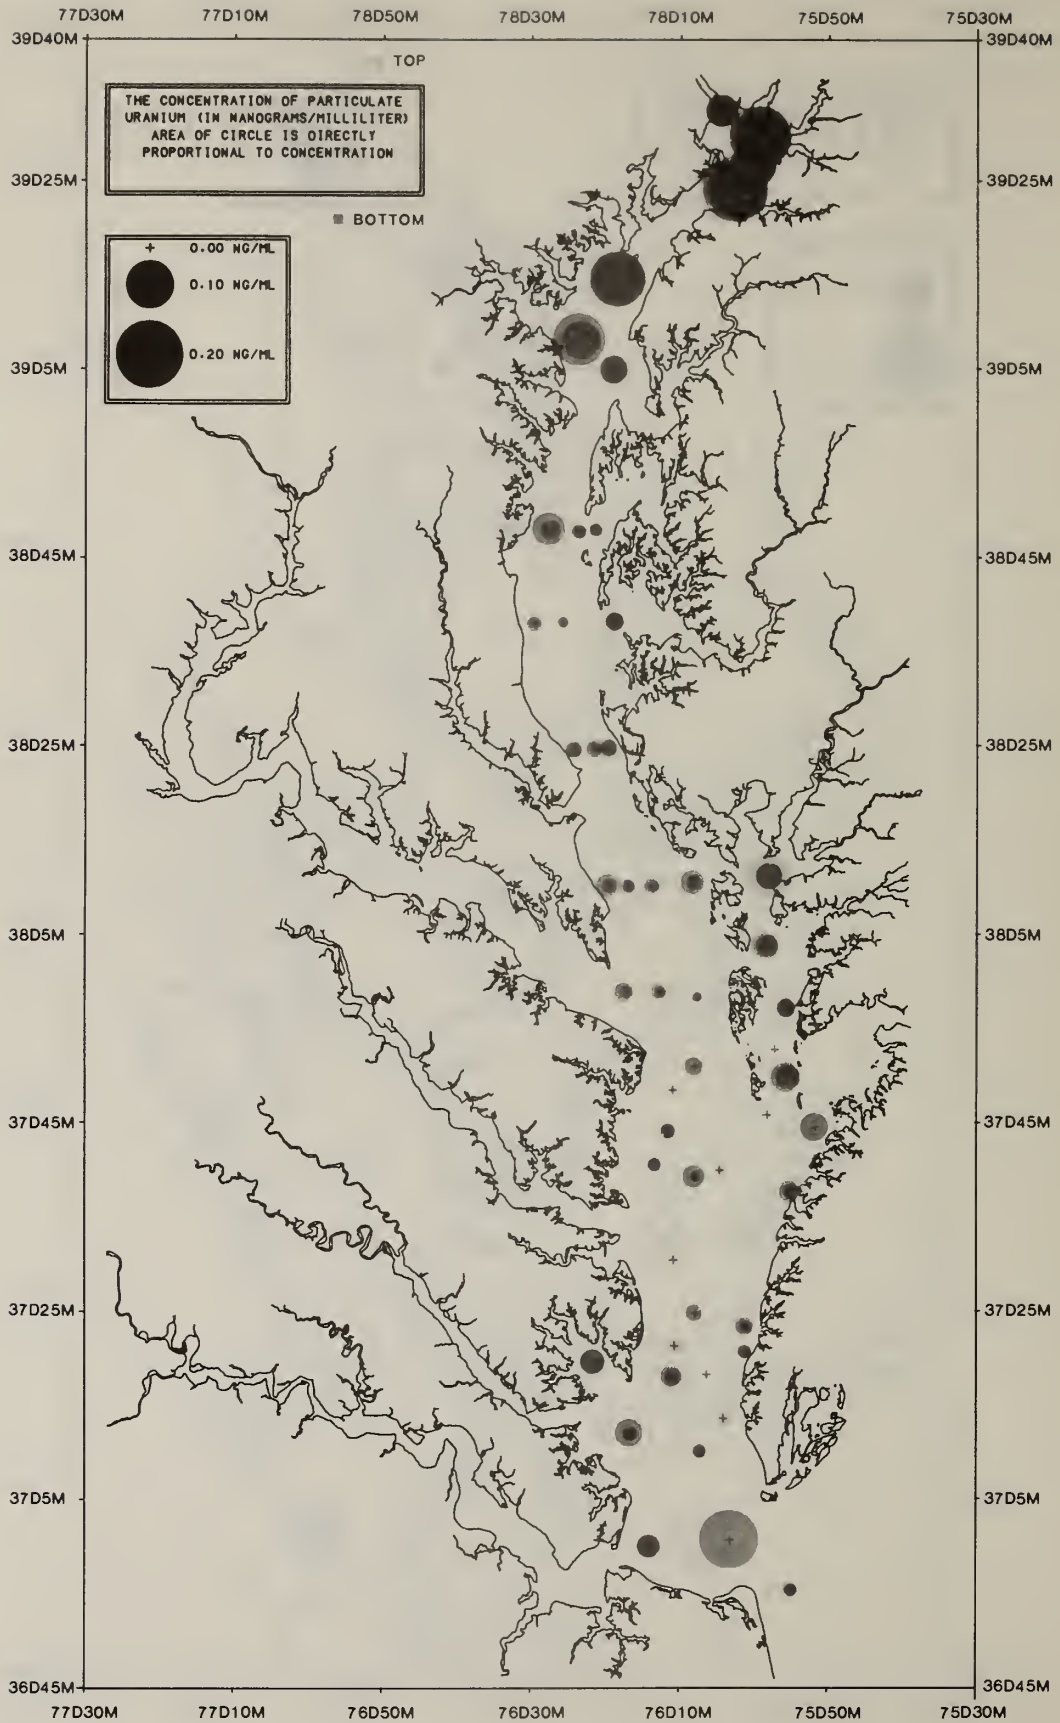 77D30M 77D10M 78D50M 78D30M 78D10M 75D50M 75D30M
39D40M 39D40M
TOP
THE CONCENTRATION OF PARTICULATE
URANIUM (IN NANOGRAMS/MILLILITER)
AREA OF CIRCLE IS DIRECTLY
PROPORTIONAL TO CONCENTRATION
39D25M 39D25M
BOTTOM
+ 0.00 NG/ML
0.10 NG/ML
0.20 NG/ML
39D5M 39D5M
38D45M 38D45M
38D25M 38D25M
38D5M 38D5M
37D45M 37D45M
37D25M 37D25M
37D5M 37D5M
36D45M 36D45M
77D30M 77D10M 76D50M 76D30M 76D10M 75D50M 75D30M